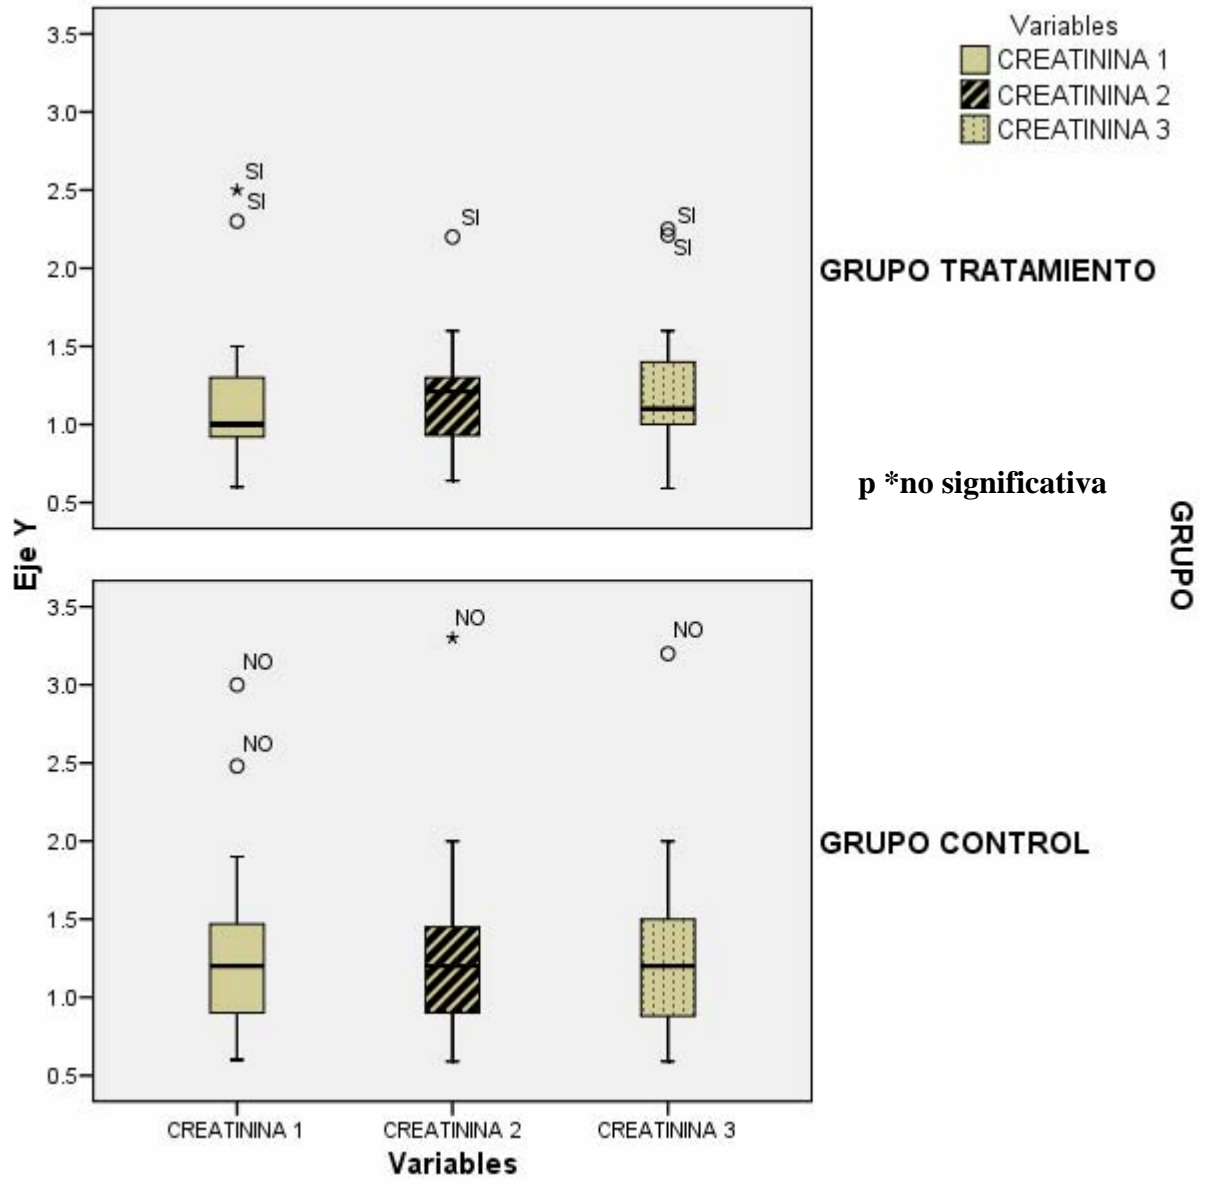 Variables
CREATININA 1
CREATININA 2
CREATININA 3
3.5
3.0
2.5
2.0
1.5
1.0
0.5
SI
*
SI
SI
SI
SI
GRUPO TRATAMIENTO
p *no significativa
Eje Y
GRUPO
3.5
3.0
2.5
2.0
1.5
1.0
0.5
NO
NO
NO
*
NO
GRUPO CONTROL
CREATININA 1
CREATININA 2
CREATININA 3
Variables